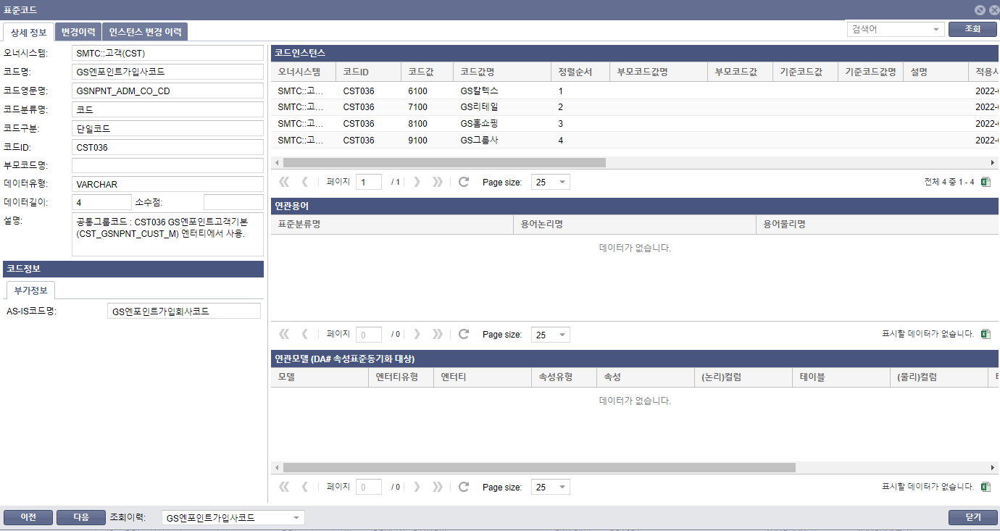 표준코드
상세 정보 변경이력 인스턴스 변경 이력
검색어 조회
오너시스템: SMTC::고객(CST)
코드명: GS엔포인트가입사코드
코드영문명: GSNPNT_ADM_CO_CD
코드분류명: 코드
코드구분: 단일코드
코드ID: CST036
부모코드명:
데이터유형: VARCHAR
데이터길이: 4 소수점:
설명: 공통그룹코드 : CST036 GS엔포인트고객기본
(CST_GSNPNT_CUST_M) 엔터티에서 사용.
코드정보
부가정보
AS-IS코드명: GS엔포인트가입회사코드
코드인스턴스
오너시스템 코드ID 코드값 코드값명 정렬순서 부모코드값명 부모코드값 기준코드값 기준코드값명 설명 적용시
SMTC::고... CST036 6100 GS칼텍스 1 2022-
SMTC::고... CST036 7100 GS리테일 2 2022-
SMTC::고... CST036 8100 GS홈쇼핑 3 2022-
SMTC::고... CST036 9100 GS그룹사 4 2022-
페이지 1 / 1 Page size: 25 전체 4 중 1 - 4
연관용어
표준분류명 용어논리명 용어물리명
데이터가 없습니다.
페이지 0 / 0 Page size: 25 표시할 데이터가 없습니다.
연관모델 (DA# 속성표준동기화 대상)
모델 엔터티유형 엔터티 속성유형 속성 (논리)컬럼 테이블 (물리)컬럼
데이터가 없습니다.
페이지 0 / 0 Page size: 25 표시할 데이터가 없습니다.
이전 다음 조회이력: GS엔포인트가입사코드 닫기